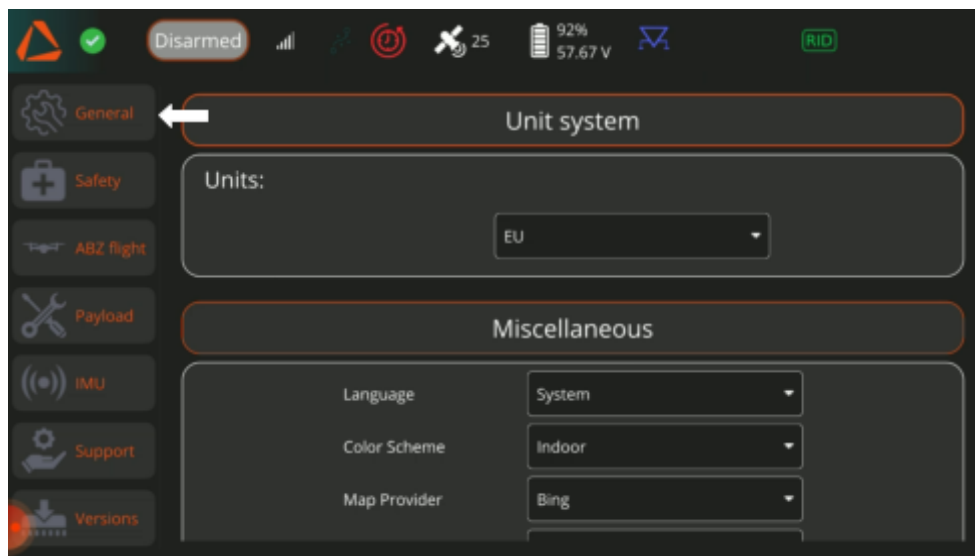 Disarmed 25 92% RID
57.67 V
General
Unit system
Safety
Units:
ABZ flight
EU
Payload
Miscellaneous
IMU
Language System
Support
Color Scheme Indoor
Map Provider Bing
Versions